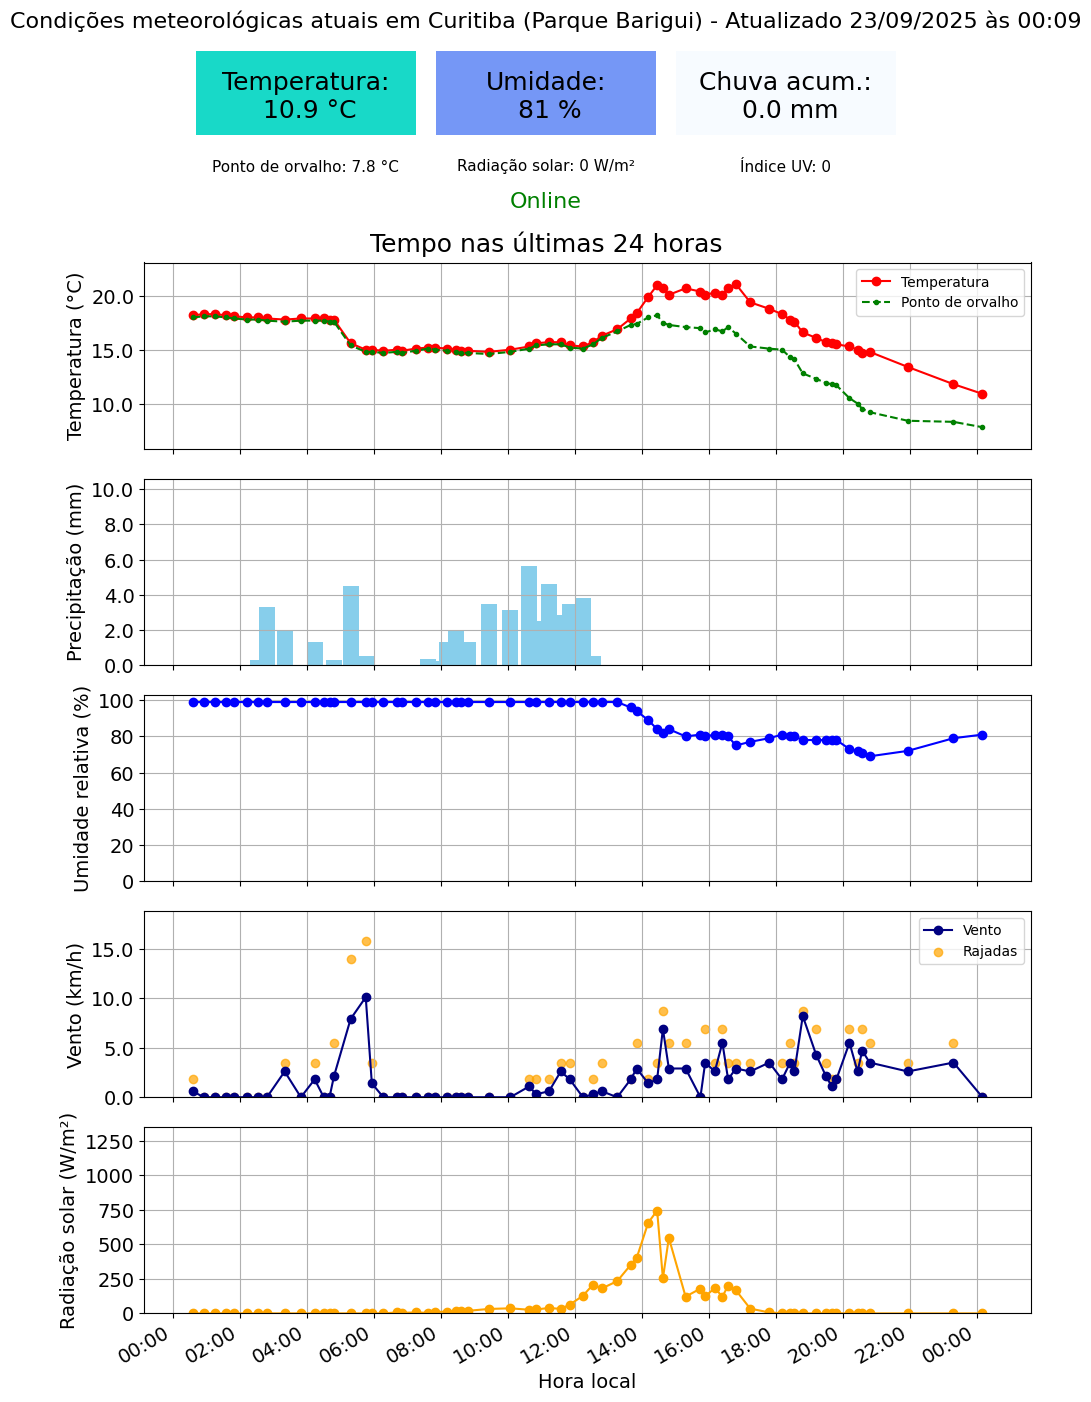 Condições meteorológicas atuais em Curitiba (Parque Barigui) - Atualizado 23/09/2025 às 00:09
Temperatura:
10.9 °C
Umidade:
81 %
Chuva acum.:
0.0 mm
Ponto de orvalho: 7.8 °C
Radiação solar: 0 W/m²
Índice UV: 0
Online
Tempo nas últimas 24 horas
Temperatura (°C)
20.0
15.0
10.0
Temperatura
Ponto de orvalho
Precipitação (mm)
10.0
8.0
6.0
4.0
2.0
0.0
Umidade relativa (%)
100
80
60
40
20
0
Vento (km/h)
15.0
10.0
5.0
0.0
Vento
Rajadas
Radiação solar (W/m²)
1250
1000
750
500
250
0
00:00
02:00
04:00
06:00
08:00
10:00
12:00
14:00
16:00
18:00
20:00
22:00
00:00
Hora local